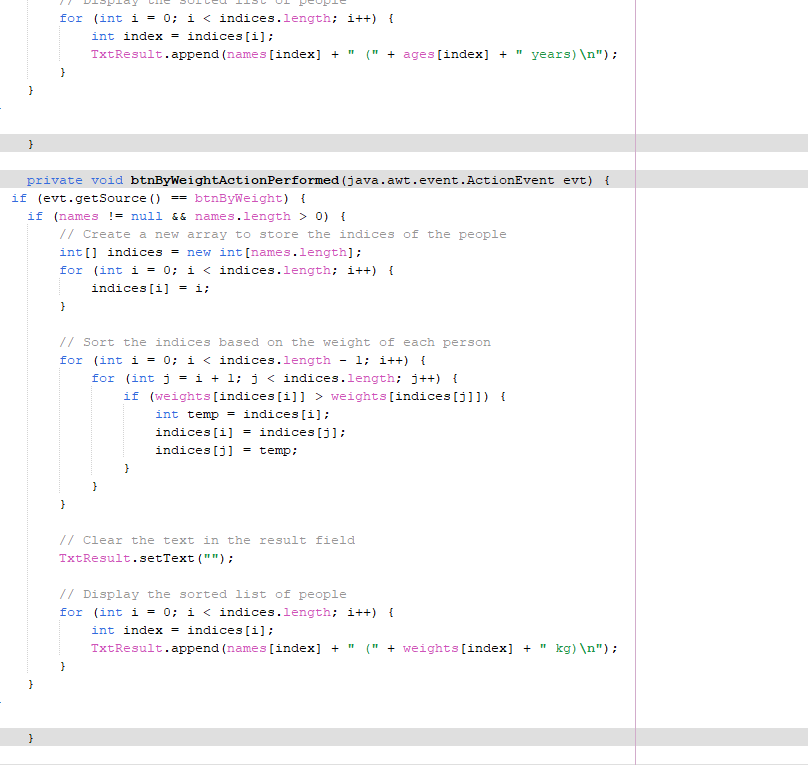 // Display the sorted list of people
for (int i = 0; i < indices.length; i++) {
int index = indices[i];
TxtResult.append(names[index] + " (" + ages[index] + " years)\n");
}
}
}
private void btnByWeightActionPerformed(java.awt.event.ActionEvent evt) {
if (evt.getSource() == btnByWeight) {
if (names != null && names.length > 0) {
// Create a new array to store the indices of the people
int[] indices = new int[names.length];
for (int i = 0; i < indices.length; i++) {
indices[i] = i;
}
// Sort the indices based on the weight of each person
for (int i = 0; i < indices.length - 1; i++) {
for (int j = i + 1; j < indices.length; j++) {
if (weights[indices[i]] > weights[indices[j]]) {
int temp = indices[i];
indices[i] = indices[j];
indices[j] = temp;
}
}
}
// Clear the text in the result field
TxtResult.setText("");
// Display the sorted list of people
for (int i = 0; i < indices.length; i++) {
int index = indices[i];
TxtResult.append(names[index] + " (" + weights[index] + " kg)\n");
}
}
}